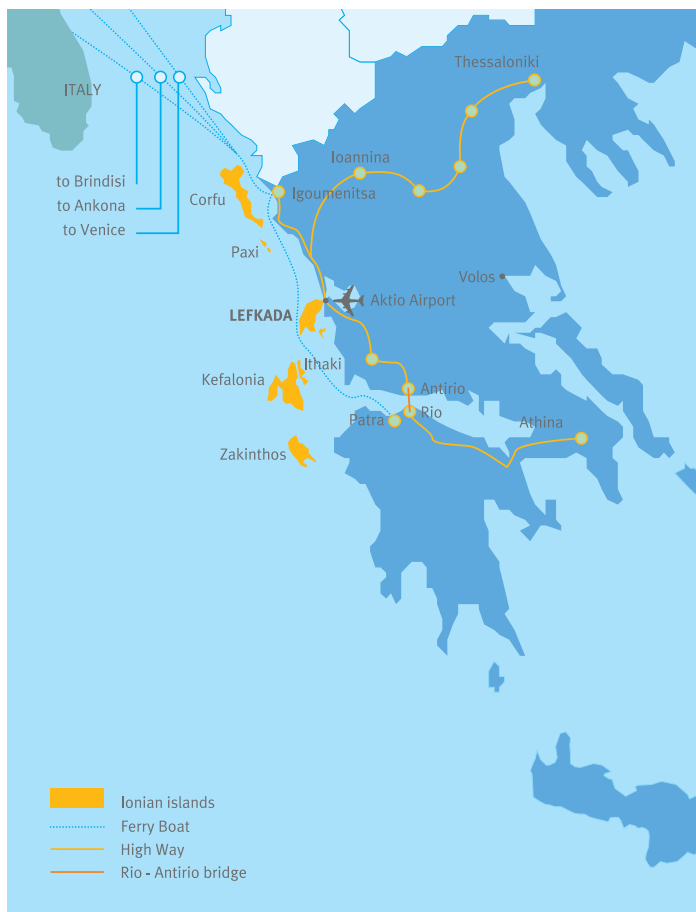 Thessaloniki
ITALY
Ioannina
to Brindisi
Igoumenitsa
Corfu
to Ankona
to Venice
Paxi
Volos
Aktio Airport
LEFKADA
Ithaki
Kefalonia
Antirio
Rio
Patra
Athina
Zakinthos
Ionian islands
Ferry Boat
High Way
Rio - Antirio bridge